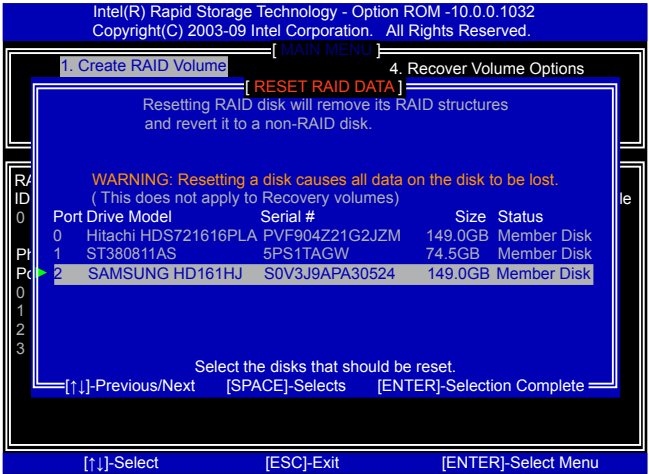 Intel(R) Rapid Storage Technology - Option ROM -10.0.0.1032
Copyright(C) 2003-09 Intel Corporation. All Rights Reserved.
[ MAIN MENU ]
1. Create RAID Volume 4. Recover Volume Options
[ RESET RAID DATA ]
Resetting RAID disk will remove its RAID structures
and revert it to a non-RAID disk.
WARNING: Resetting a disk causes all data on the disk to be lost.
( This does not apply to Recovery volumes)
Port Drive Model Serial # Size Status
0 Hitachi HDS721616PLA PVF904Z21G2JZM 149.0GB Member Disk
1 ST380811AS 5PS1TAGW 74.5GB Member Disk
2 SAMSUNG HD161HJ S0V3J9APA30524 149.0GB Member Disk
Select the disks that should be reset.
[↑↓]-Previous/Next [SPACE]-Selects [ENTER]-Selection Complete
ID
0
0
1
2
3
[↑↓]-Select [ESC]-Exit [ENTER]-Select Menu